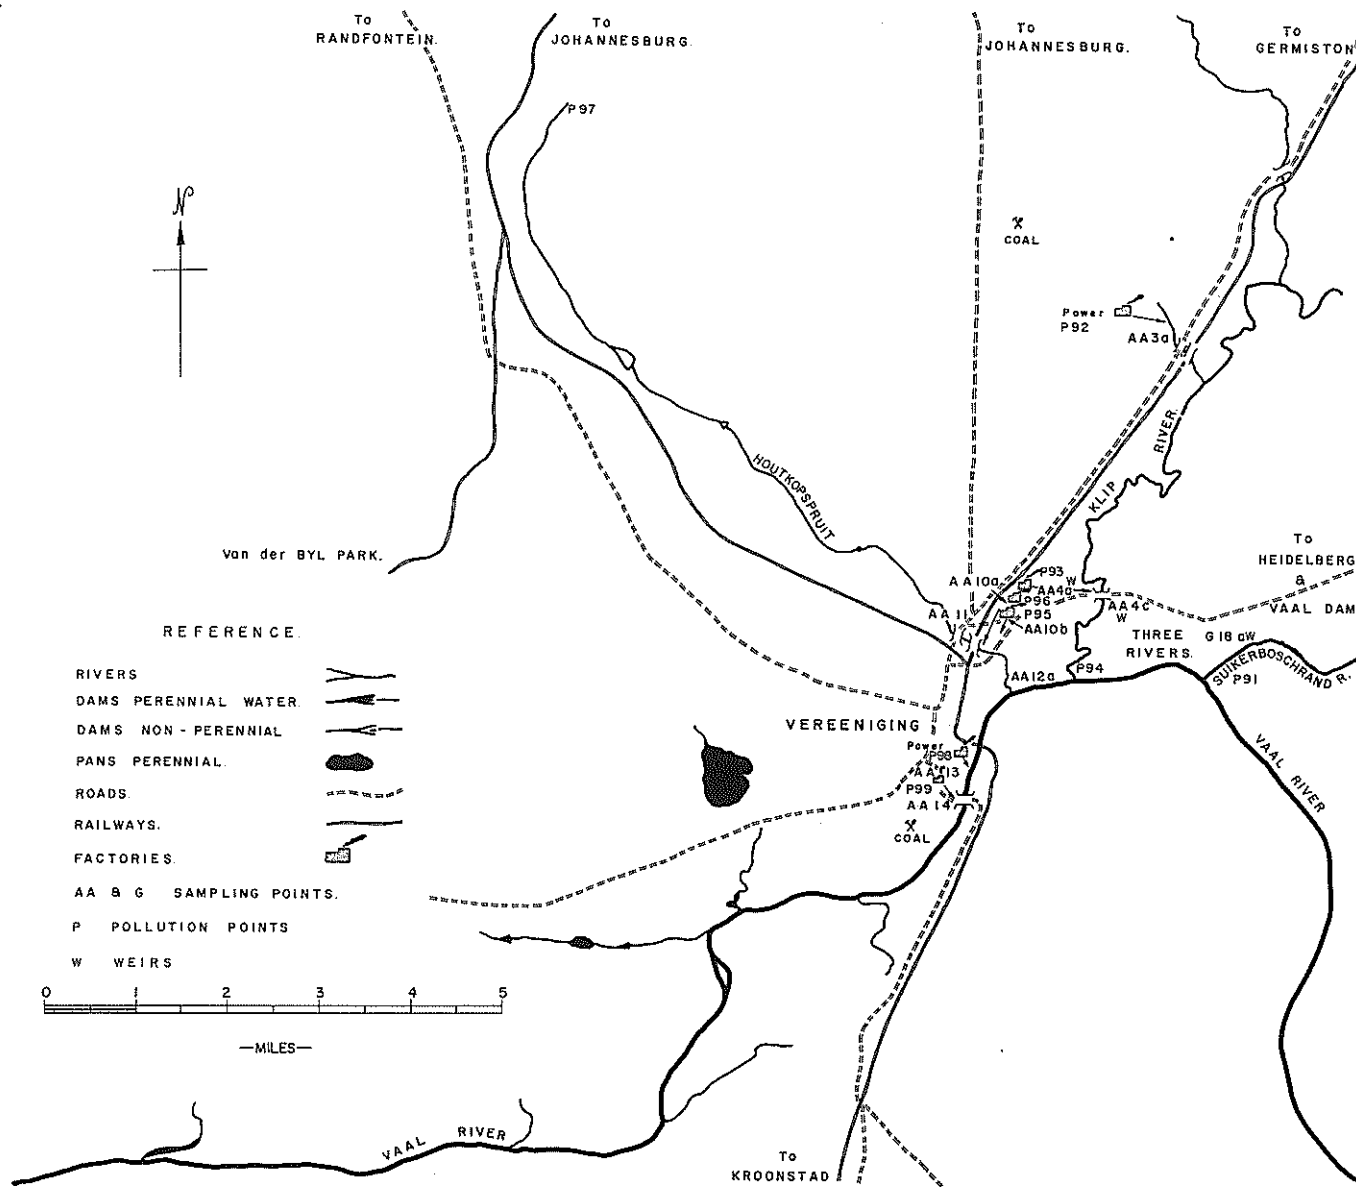 To
RANDFONTEIN.
To
JOHANNESBURG.
To
JOHANNESBURG.
To
GERMISTON
P97
N
COAL
Power
P92
AA3a
RIVER.
KLIP
HOUTKOPSPRUIT
Van der BYL PARK.
To
HEIDELBERG
&
VAAL DAM
P93
AA10a
W
AA4a
P96
AA4c
W
AA11
P95
AA10b
THREE
RIVERS.
G18aW
SUIKERBOSCHRAND R.
P91
P94
AA12a
VEREENIGING
Power
P98
AA13
P99
AA14
COAL
VAAL RIVER
REFERENCE.
RIVERS
DAMS PERENNIAL WATER.
DAMS NON-PERENNIAL
PANS PERENNIAL.
ROADS.
RAILWAYS.
FACTORIES.
AA & G SAMPLING POINTS.
P POLLUTION POINTS
W WEIRS
0 1 2 3 4 5
—MILES—
VAAL RIVER
To
KROONSTAD